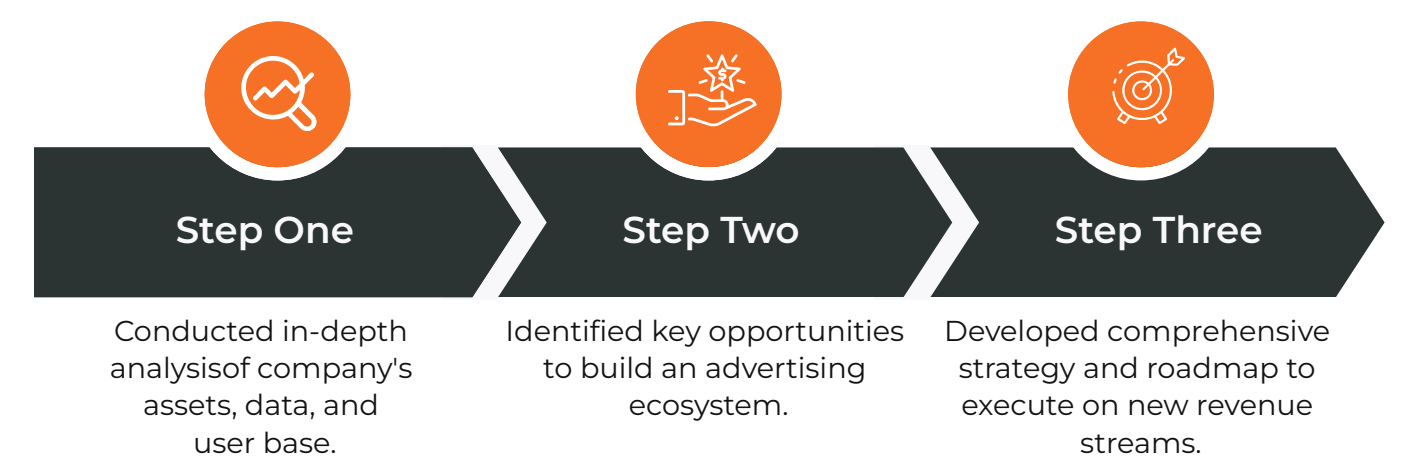 $
Step One
Step Two
Step Three
Conducted in-depth
analysisof company's
assets, data, and
user base.
Identified key opportunities
to build an advertising
ecosystem.
Developed comprehensive
strategy and roadmap to
execute on new revenue
streams.